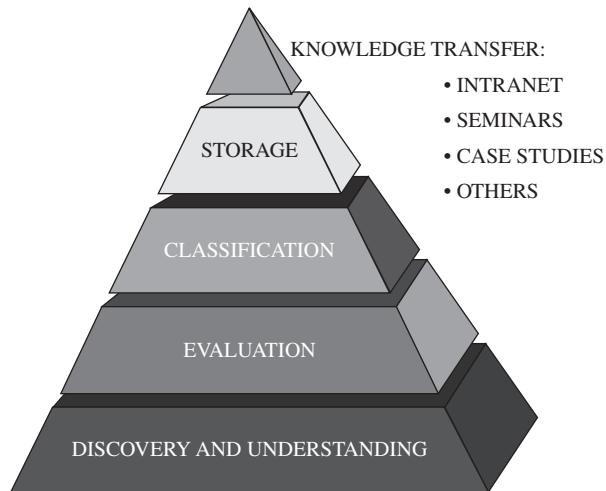 KNOWLEDGE TRANSFER:
• INTRANET
• SEMINARS
• CASE STUDIES
• OTHERS
STORAGE
CLASSIFICATION
EVALUATION
DISCOVERY AND UNDERSTANDING